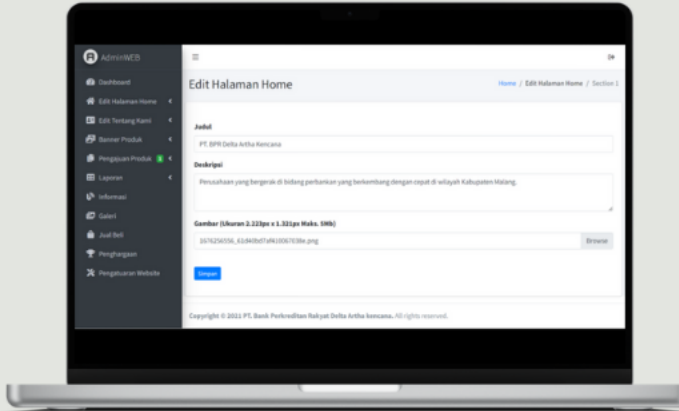 AdminWEB
Dashboard
Edit Halaman Home
Edit Tentang Kami
Banner Produk
Pengajuan Produk
Laporan
Informasi
Galeri
Jual Beli
Penghargaan
Pengaturan Website
Edit Halaman Home
Home / Edit Halaman Home / Section 1
Judul
PT. BPR Delta Artha Kencana
Deskripsi
Perusahaan yang bergerak di bidang perbankan yang berkembang dengan cepat di wilayah Kabupaten Malang.
Gambar (Ukuran 2.223px x 1.321px Maks. 5Mb)
Browse
Simpan
Copyright © 2021 PT. Bank Perkreditan Rakyat Delta Artha kencana. All rights reserved.